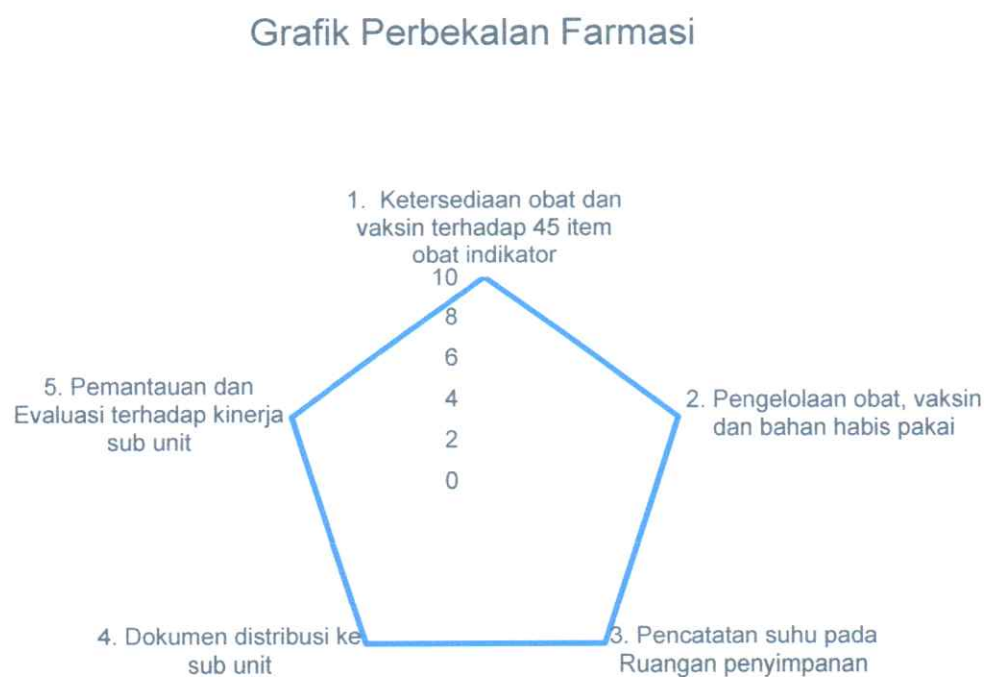 Grafik Perbekalan Farmasi
1. Ketersediaan obat dan
vaksin terhadap 45 item
obat indikator
10
8
6
4
2
0
2. Pengelolaan obat, vaksin
dan bahan habis pakai
3. Pencatatan suhu pada
Ruangan penyimpanan
4. Dokumen distribusi ke
sub unit
5. Pemantauan dan
Evaluasi terhadap kinerja
sub unit